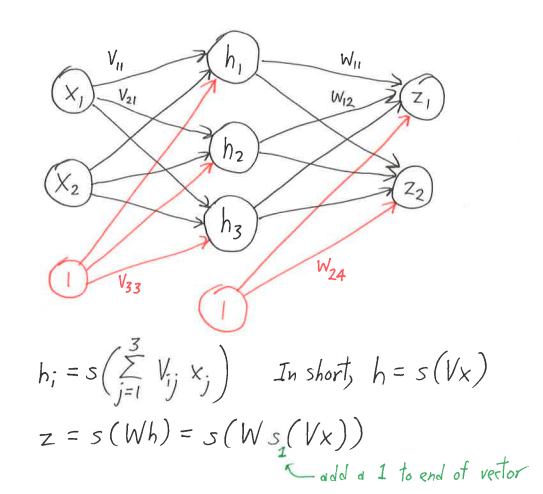 V₁₁ h₁ W₁₁
x₁ V₂₁ W₁₂ z₁
h₂
x₂ z₂
h₃
1 V₃₃ 1 W₂₄
hᵢ = s(∑_{j=1}^{3} Vᵢⱼ xⱼ) In short, h = s(Vx)
z = s(Wh) = s(W s₁(Vx))
add a 1 to end of vector